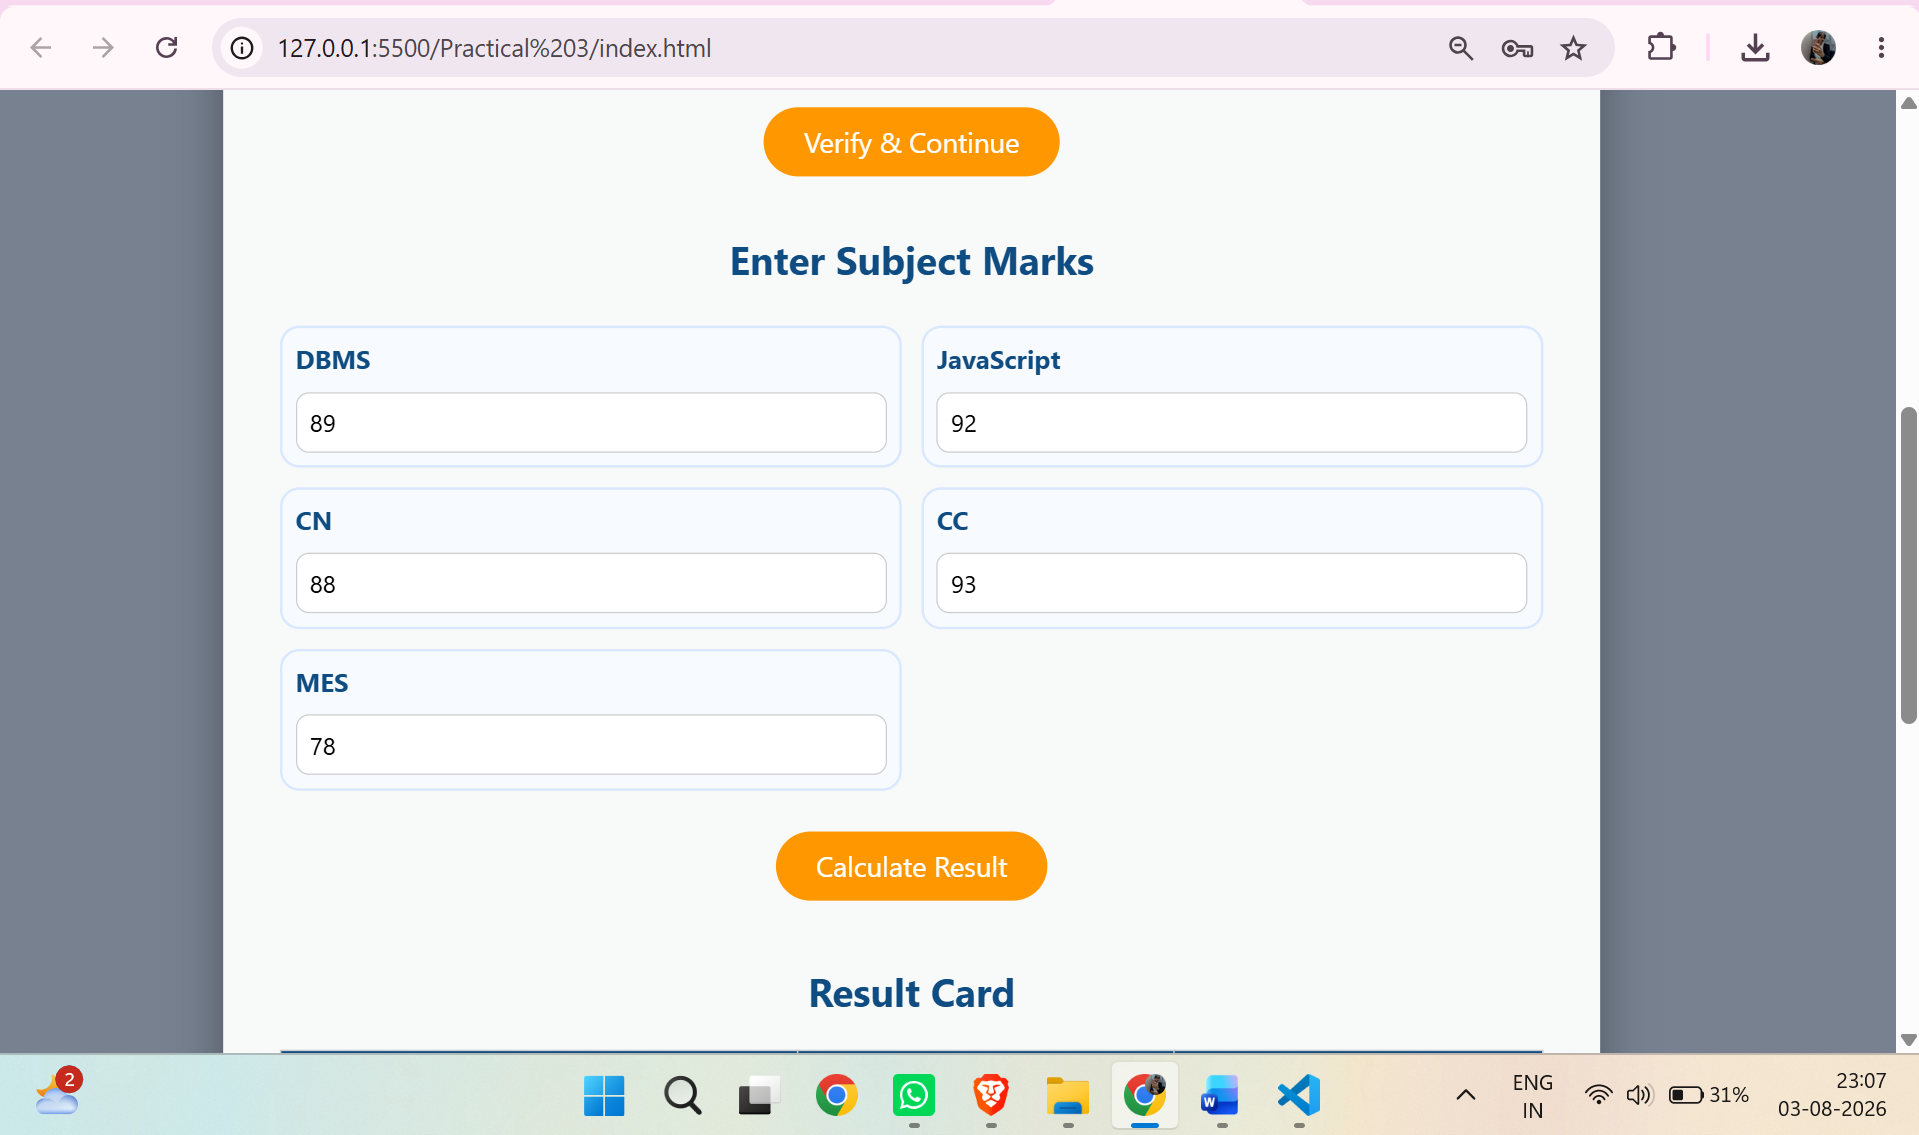 127.0.0.1:5500/Practical%203/index.html
Verify & Continue
Enter Subject Marks
DBMS
89
JavaScript
92
CN
88
CC
93
MES
78
Calculate Result
Result Card
2
W
ENG
IN
31%
23:07
03-08-2026